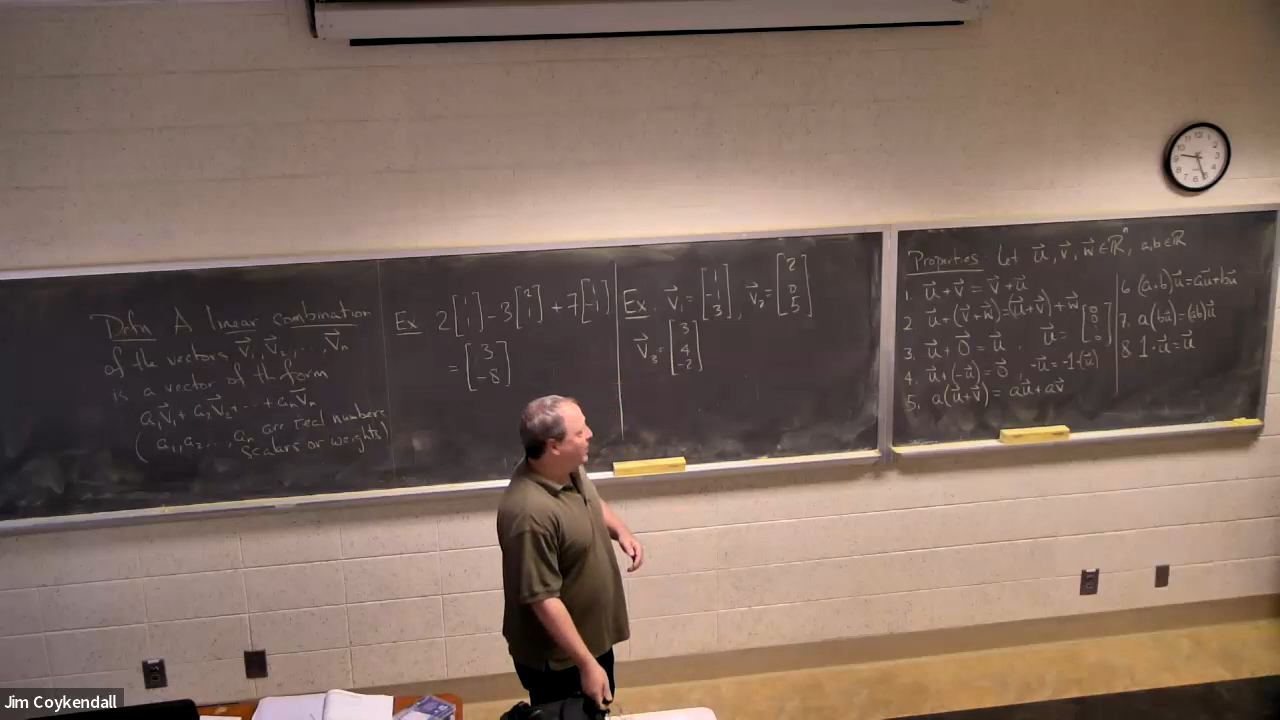 Defn A linear combination
of the vectors v⃗₁, v⃗₂, ..., v⃗ₙ
is a vector of the form
a₁v⃗₁ + a₂v⃗₂ + ... + aₙv⃗ₙ
(a₁, a₂, ..., aₙ are real numbers
scalars or weights)
Ex 2[1 1] - 3[2 1] + 7[1 -1]
= [3 -8]
Ex. v⃗₁ = [1 -1 3], v⃗₂ = [2 0 5]
v⃗₃ = [3 4 -2]
Properties: Let u⃗, v⃗, w⃗ ∈ ℝⁿ, a,b ∈ ℝ
1. u⃗ + v⃗ = v⃗ + u⃗
2. u⃗ + (v⃗ + w⃗) = (u⃗ + v⃗) + w⃗
3. u⃗ + 0⃗ = u⃗
4. u⃗ + (-u⃗) = 0⃗, -u⃗ = -1·(u⃗)
5. a(u⃗ + v⃗) = au⃗ + av⃗
6. (a+b)u⃗ = au⃗ + bu⃗
7. a(bu⃗) = (ab)u⃗
8. 1·u⃗ = u⃗
Jim Coykendall